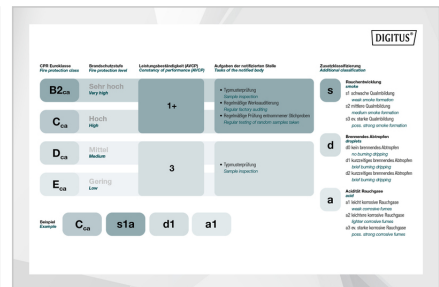 DIGITUS®
CPR Euroklasse
Fire protection sizes
Brandschutzstufe
Fire protection level
Leistungsbeständigkeit (AVCP)
Constancy of performance (AVCP)
Aufgaben der notifizierten Stelle
Tasks of the notified body
Zusatzklassifizierung
Additional classification
B2ca
Sehr hoch
Very high
1+
• Typmusterprüfung
Sample inspection
• Regelmäßige Werksauditierung
Regular factory auditing
• Regelmäßige Prüfung entnommener Stichproben
Regular testing of random samples taken
Cca
Hoch
High
Dca
Mittel
Medium
3
• Typmusterprüfung
Sample inspection
Eca
Gering
Low
s
Rauchentwicklung
smoke
s1 schwache Qualmbildung
weak smoke formation
s2 mittlere Qualmbildung
medium smoke formation
s3 ev. starke Qualmbildung
poss. strong smoke formation
d
Brennendes Abtropfen
droplets
d0 kein brennendes Abtropfen
no burning dripping
d1 kurzzeitiges brennendes Abtropfen
brief burning dripping
d2 kurzzeitiges brennendes Abtropfen
brief burning dripping
a
Acidität Rauchgase
acid
a1 leicht korrosive Rauchgase
weak corrosive fumes
a2 leichtere korrosive Rauchgase
lighter corrosive fumes
a3 ev. starke korrosive Rauchgase
poss. strong corrosive fumes
Beispiel
Example
Cca
s1a
d1
a1